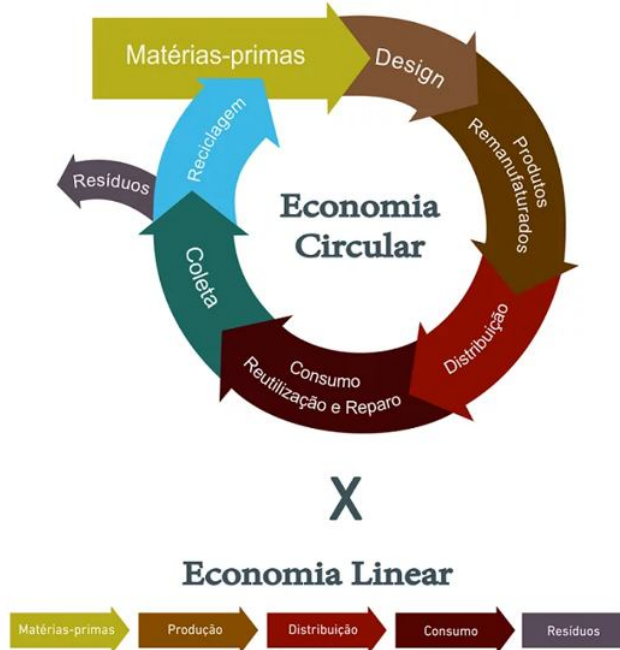 Matérias-primas
Design
Produtos
Remanufaturados
Distribuição
Consumo
Reutilização e Reparo
Coleta
Reciclagem
Resíduos
Economia
Circular
X
Economia Linear
Matérias-primas
Produção
Distribuição
Consumo
Resíduos